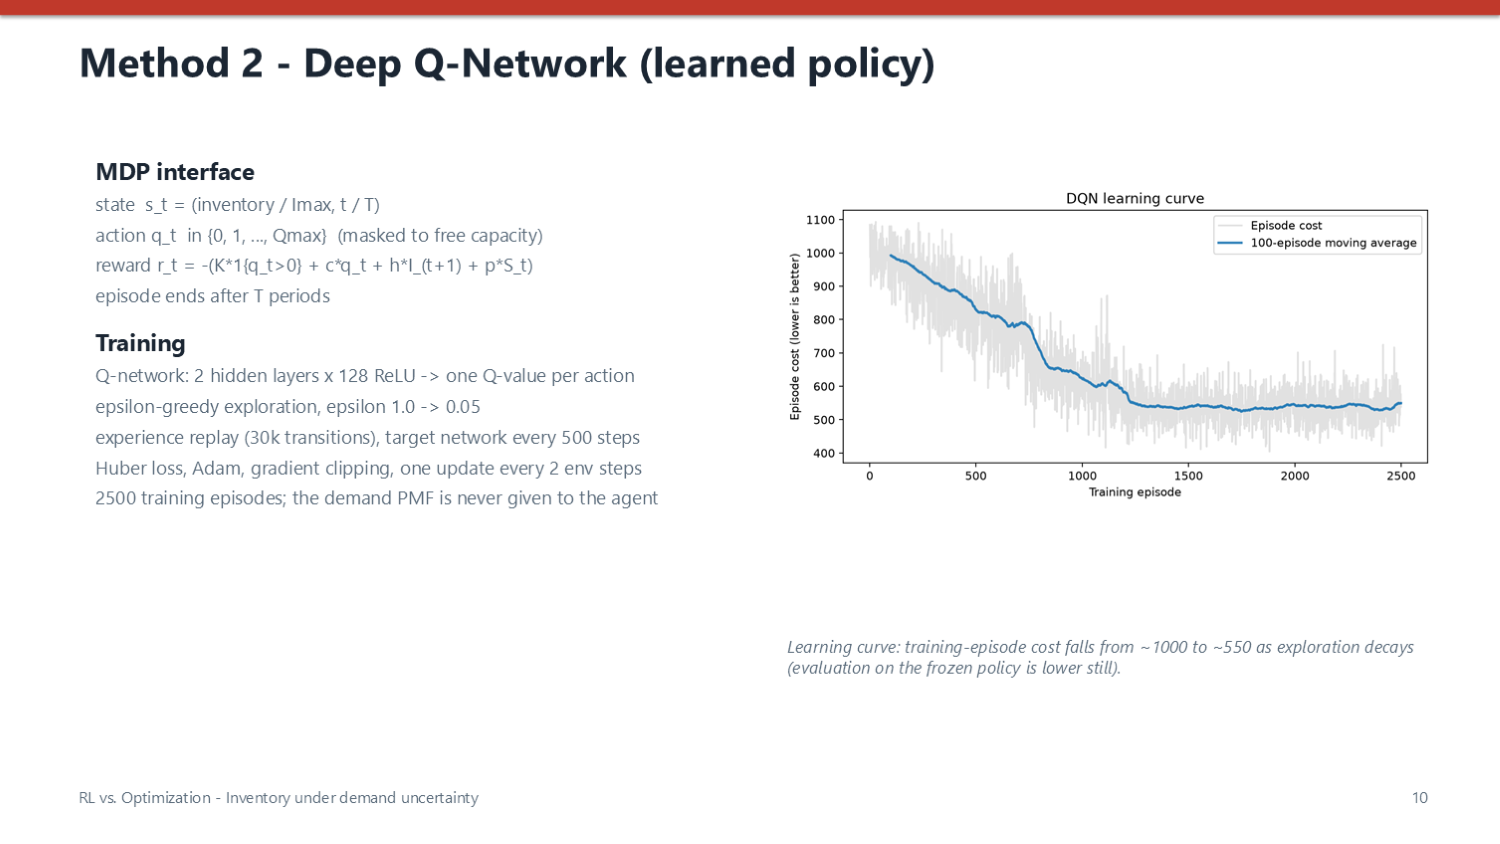 Method 2 - Deep Q-Network (learned policy)
MDP interface
state  s_t = (inventory / Imax, t / T)
action q_t  in {0, 1, ..., Qmax}  (masked to free capacity)
reward r_t = -(K*1{q_t>0} + c*q_t + h*I_(t+1) + p*S_t)
episode ends after T periods
Training
Q-network: 2 hidden layers x 128 ReLU -> one Q-value per action
epsilon-greedy exploration, epsilon 1.0 -> 0.05
experience replay (30k transitions), target network every 500 steps
Huber loss, Adam, gradient clipping, one update every 2 env steps
2500 training episodes; the demand PMF is never given to the agent
DQN learning curve
Episode cost
100-episode moving average
Episode cost (lower is better)
1100
1000
900
800
700
600
500
400
0 500 1000 1500 2000 2500
Training episode
Learning curve: training-episode cost falls from ~1000 to ~550 as exploration decays
(evaluation on the frozen policy is lower still).
RL vs. Optimization - Inventory under demand uncertainty
10